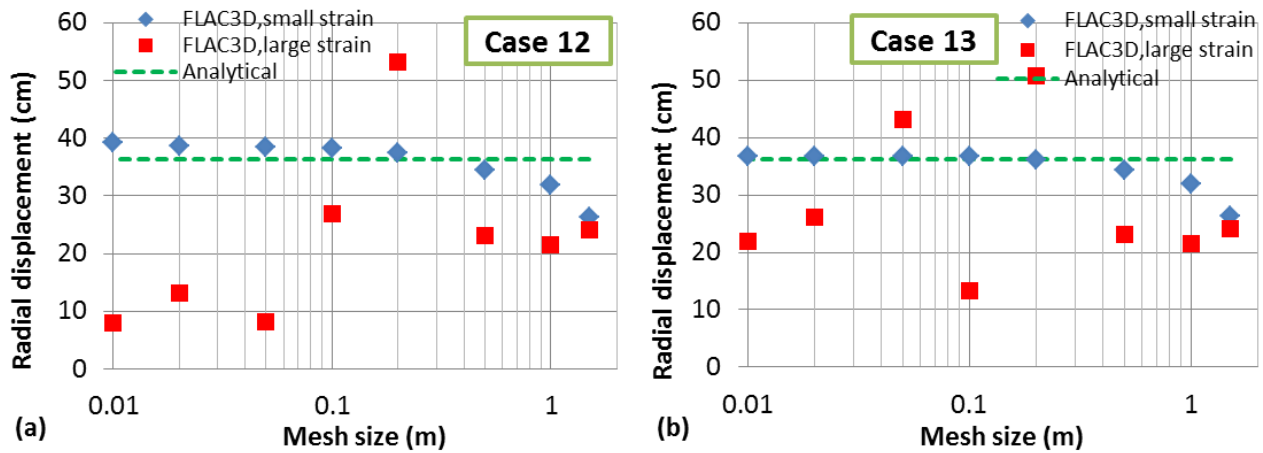 60
50
40
30
20
10
0
Radial displacement (cm)
FLAC3D,small strain
FLAC3D,large strain
Analytical
Case 12
0.01
0.1
1
Mesh size (m)
(a)
60
50
40
30
20
10
0
Radial displacement (cm)
Case 13
FLAC3D,small strain
FLAC3D,large strain
Analytical
0.01
0.1
1
Mesh size (m)
(b)